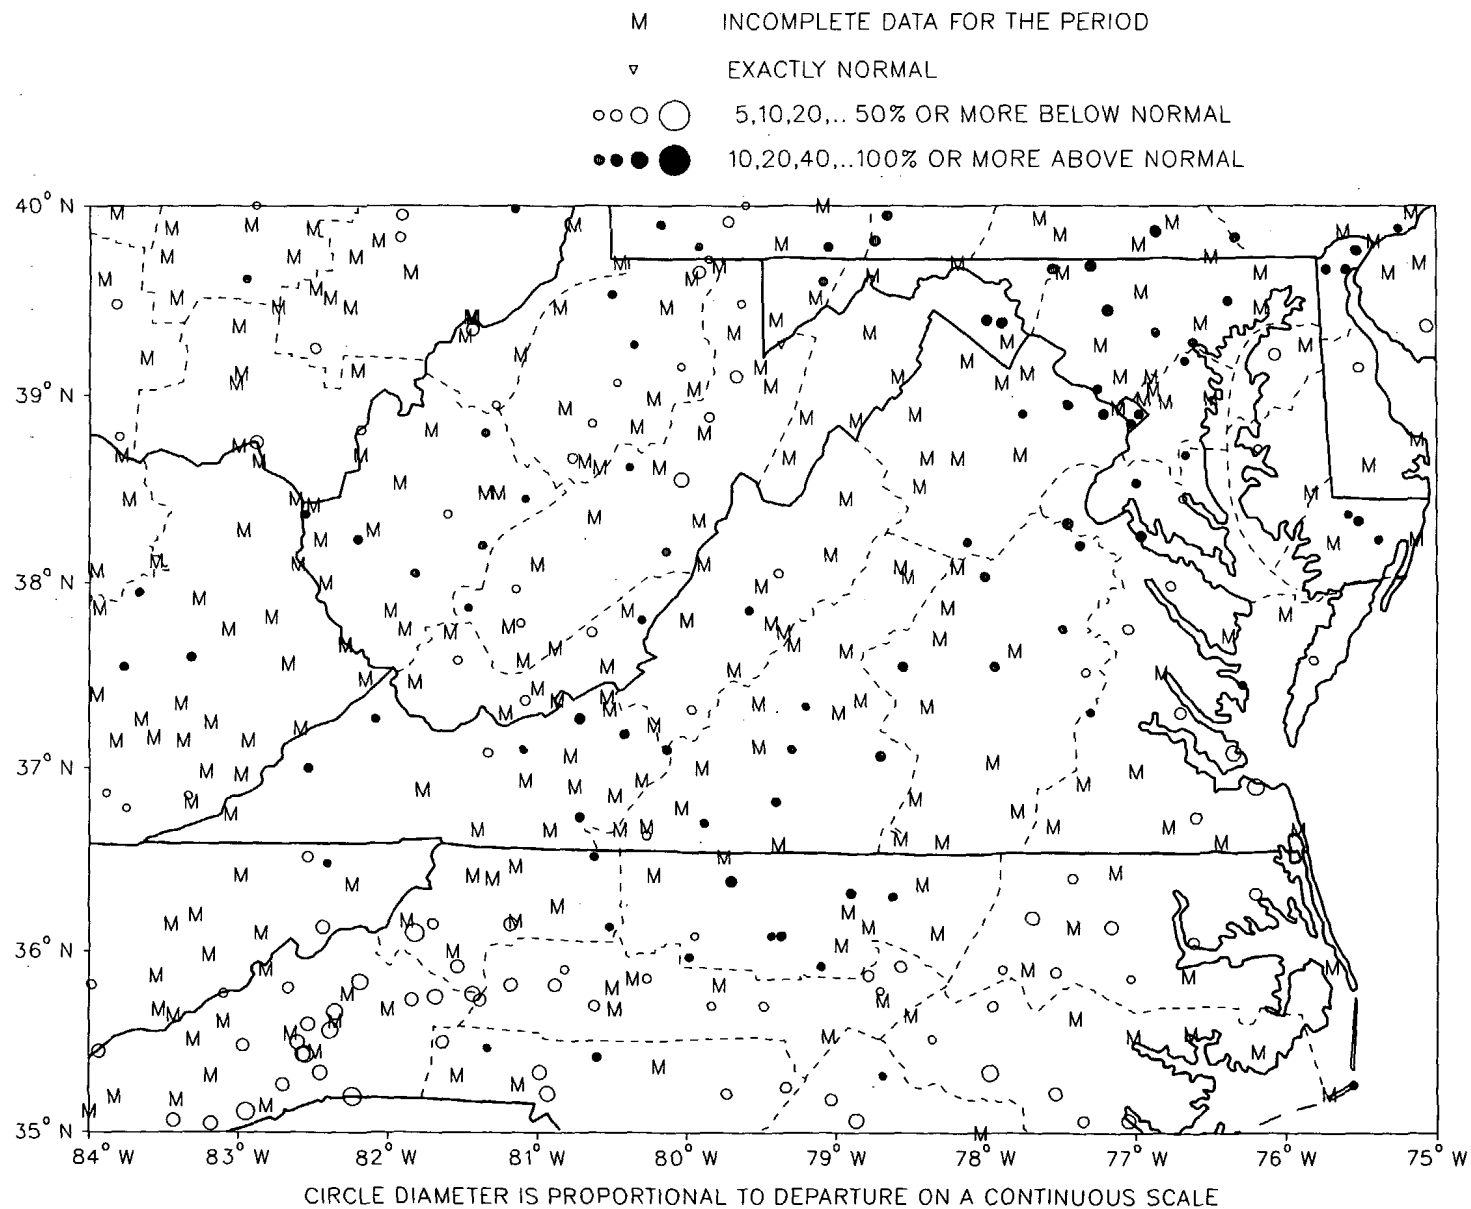 M INCOMPLETE DATA FOR THE PERIOD
▿ EXACTLY NORMAL
5,10,20,.. 50% OR MORE BELOW NORMAL
10,20,40,..100% OR MORE ABOVE NORMAL
40° N
39° N
38° N
37° N
36° N
35° N
84° W 83° W 82° W 81° W 80° W 79° W 78° W 77° W 76° W 75° W
CIRCLE DIAMETER IS PROPORTIONAL TO DEPARTURE ON A CONTINUOUS SCALE